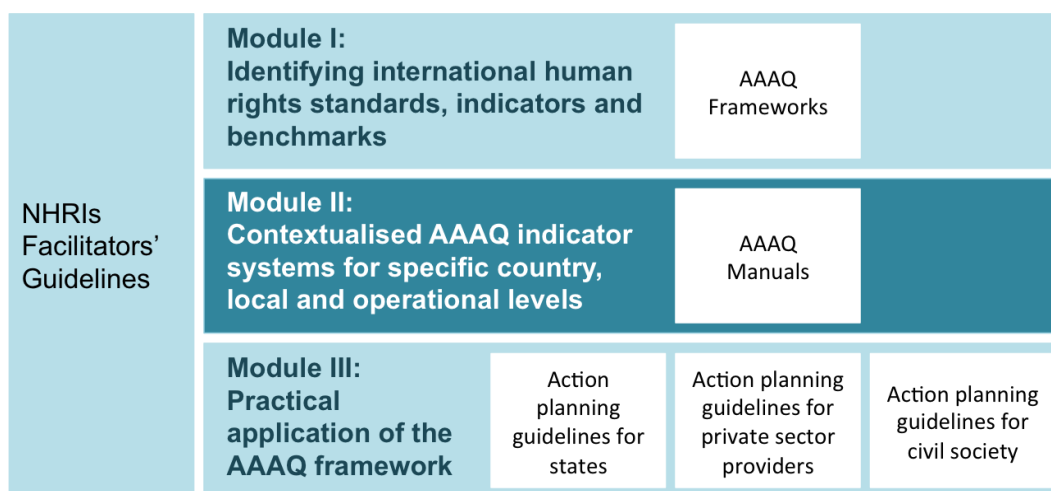 NHRIs
Facilitators’
Guidelines
Module I:
Identifying international human
rights standards, indicators and
benchmarks
AAAQ
Frameworks
Module II:
Contextualised AAAQ indicator
systems for specific country,
local and operational levels
AAAQ
Manuals
Module III:
Practical
application of the
AAAQ framework
Action
planning
guidelines for
states
Action planning
guidelines for
private sector
providers
Action planning
guidelines for
civil society